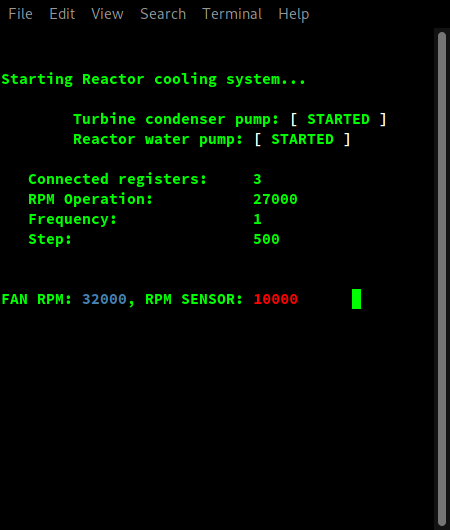 File Edit View Search Terminal Help
Starting Reactor cooling system...
Turbine condenser pump: [ STARTED ]
Reactor water pump: [ STARTED ]
Connected registers: 3
RPM Operation: 27000
Frequency: 1
Step: 500
FAN RPM: 32000, RPM SENSOR: 10000